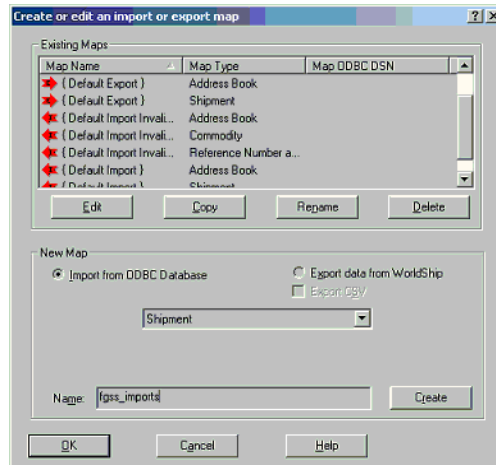 Create or edit an import or export map
Existing Maps
Map Name Map Type Map ODBC DSN
{ Default Export } Address Book
{ Default Export } Shipment
{ Default Import Invali... Address Book
{ Default Import Invali... Commodity
{ Default Import Invali... Reference Number a...
{ Default Import } Address Book
{ Default Import } Shipment
Edit Copy Rename Delete
New Map
Import from ODBC Database Export data from WorldShip
Export CSV
Shipment
Name: fgss_imports Create
OK Cancel Help